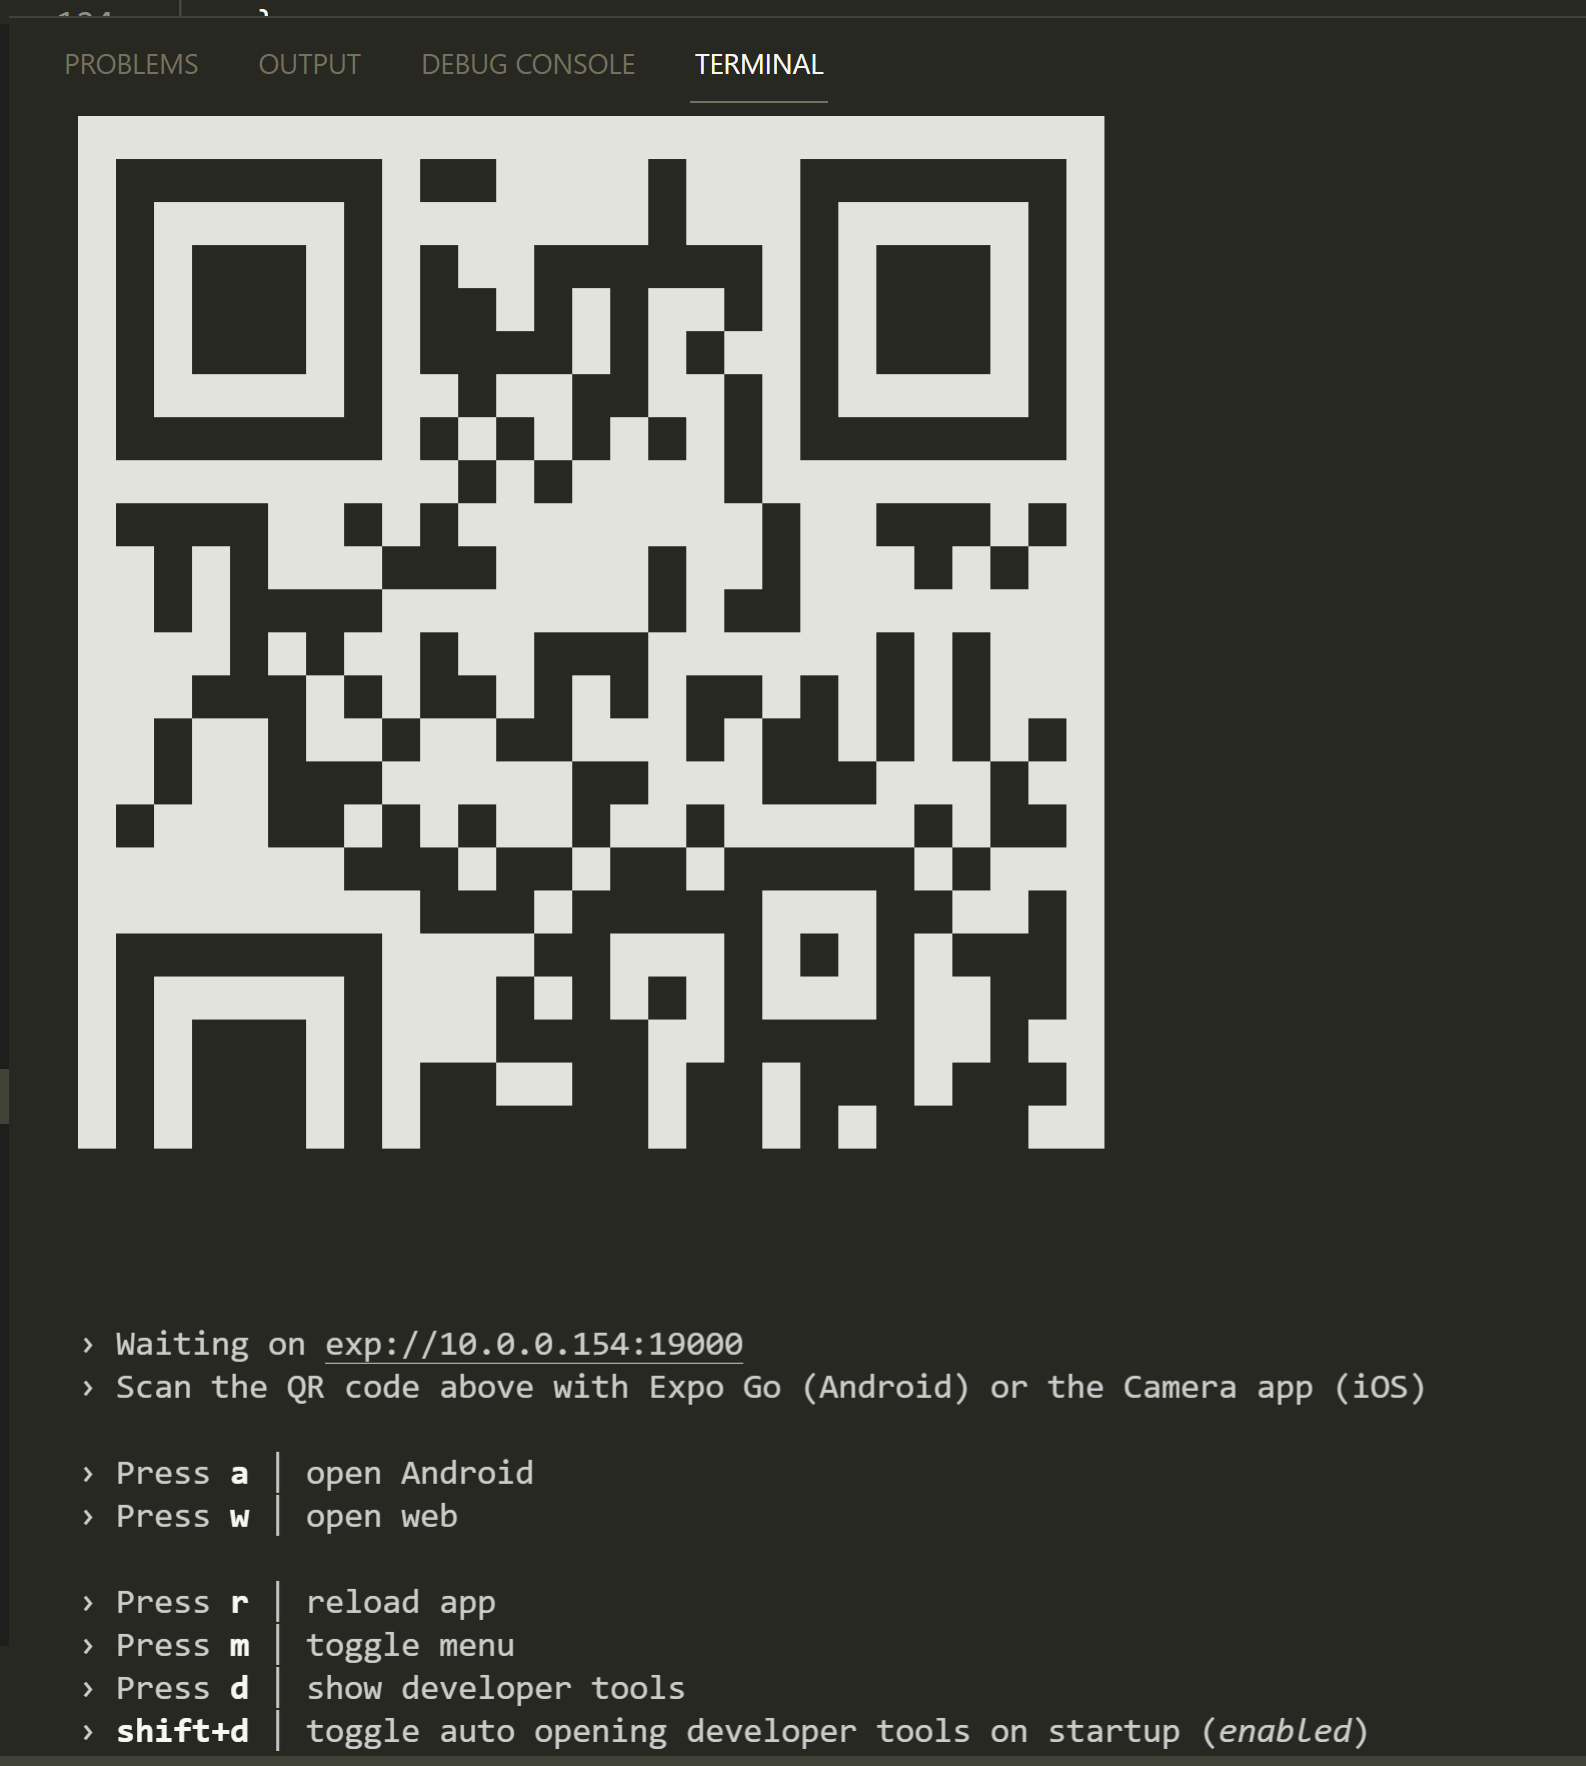 PROBLEMS OUTPUT DEBUG CONSOLE TERMINAL
› Waiting on exp://10.0.0.154:19000
› Scan the QR code above with Expo Go (Android) or the Camera app (iOS)
› Press a │ open Android
› Press w │ open web
› Press r │ reload app
› Press m │ toggle menu
› Press d │ show developer tools
› shift+d │ toggle auto opening developer tools on startup (enabled)